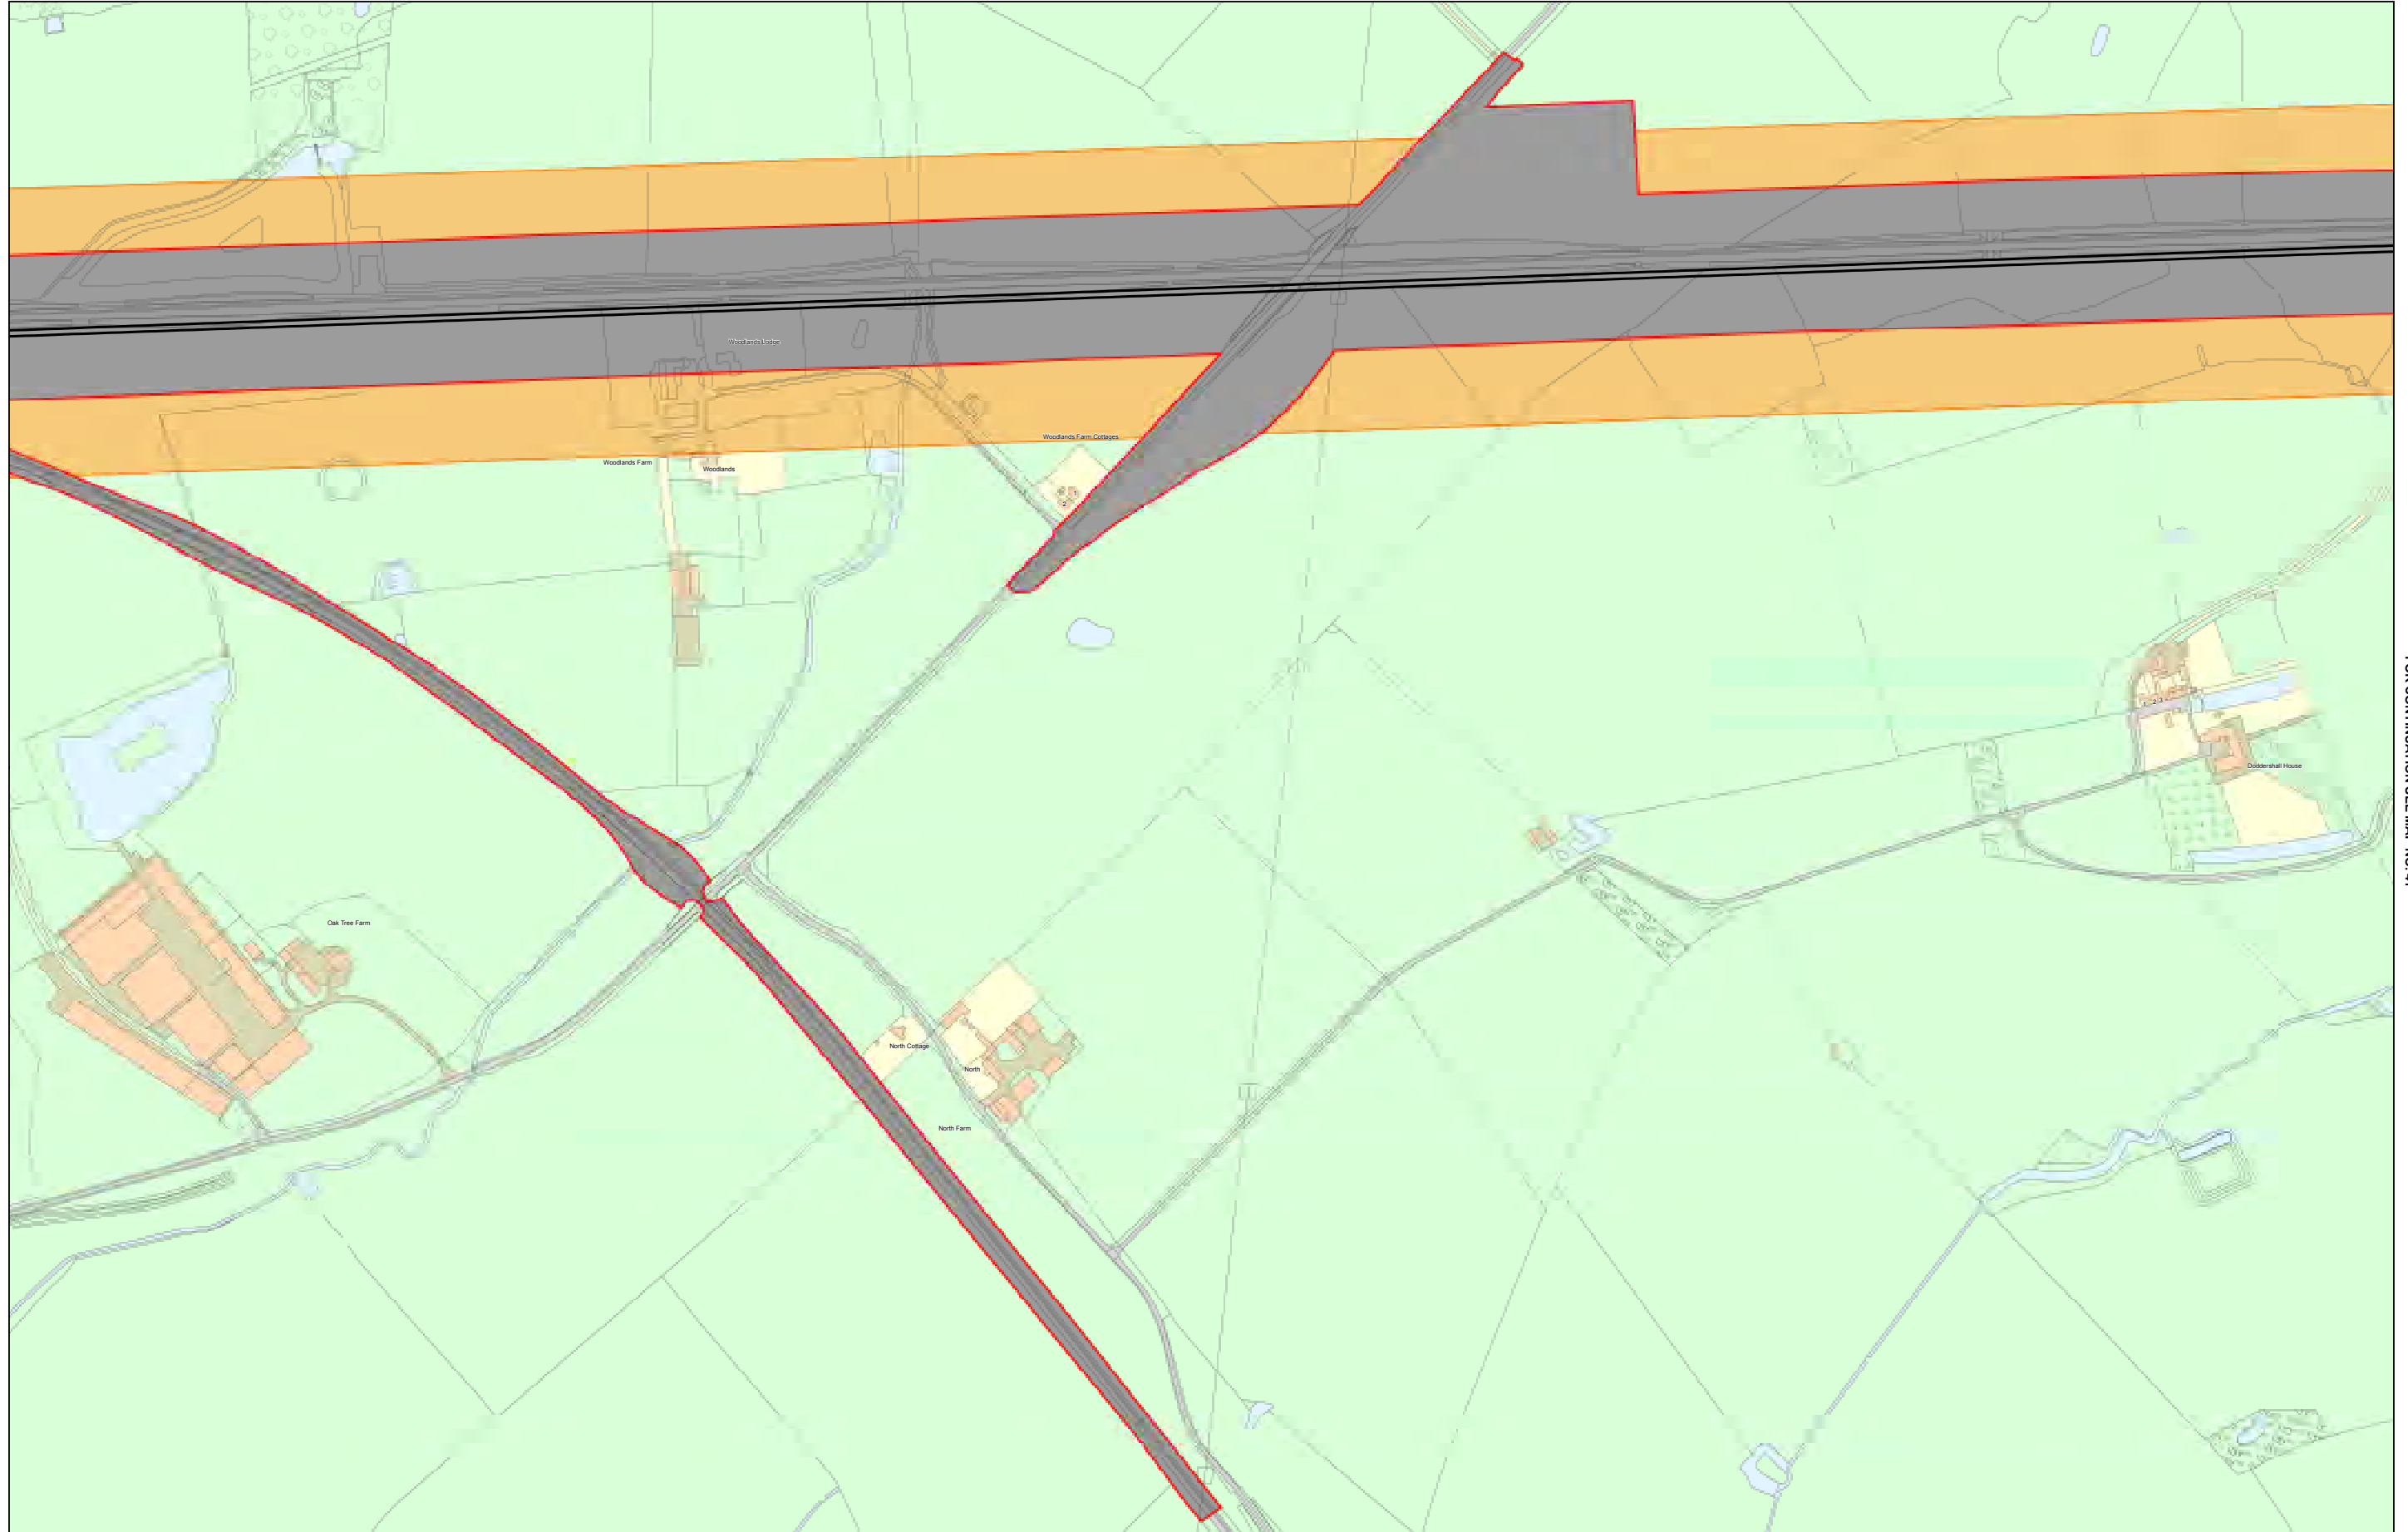 Woodlands Lodge
Woodlands Farm Cottages
Woodlands Farm
Woodlands
Doddershall House
Oak Tree Farm
North Cottage
North
North Farm